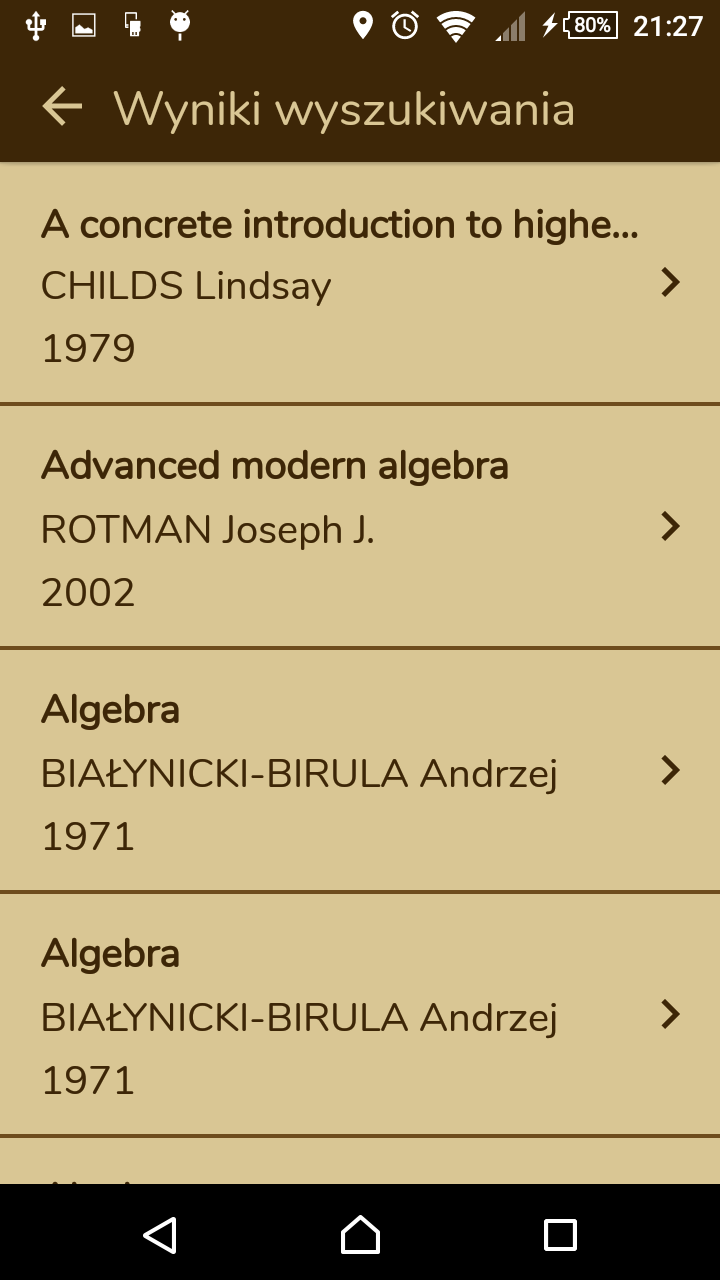 80% 21:27
Wyniki wyszukiwania
A concrete introduction to highe...
CHILDS Lindsay
1979
Advanced modern algebra
ROTMAN Joseph J.
2002
Algebra
BIAŁYNICKI-BIRULA Andrzej
1971
Algebra
BIAŁYNICKI-BIRULA Andrzej
1971